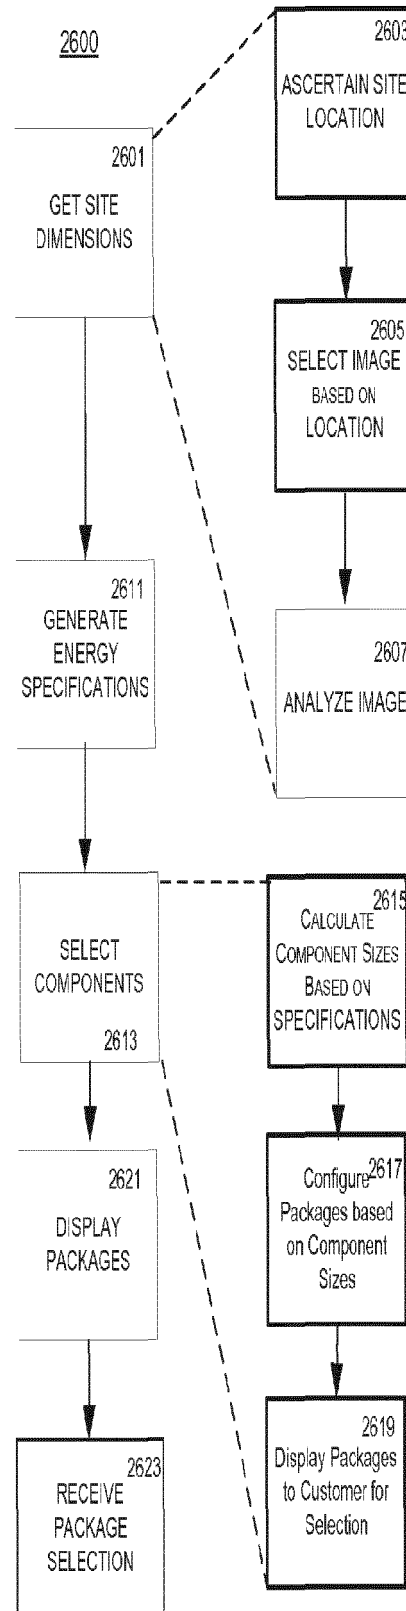 2600
2601
GET SITE
DIMENSIONS
2603
ASCERTAIN SITE
LOCATION
2605
SELECT IMAGE
BASED ON
LOCATION
2607
ANALYZE IMAGE
2611
GENERATE
ENERGY
SPECIFICATIONS
SELECT
COMPONENTS
2613
2615
CALCULATE
COMPONENT SIZES
BASED ON
SPECIFICATIONS
2617
Configure
Packages based
on Component
Sizes
2619
Display Packages
to Customer for
Selection
2621
DISPLAY
PACKAGES
2623
RECEIVE
PACKAGE
SELECTION